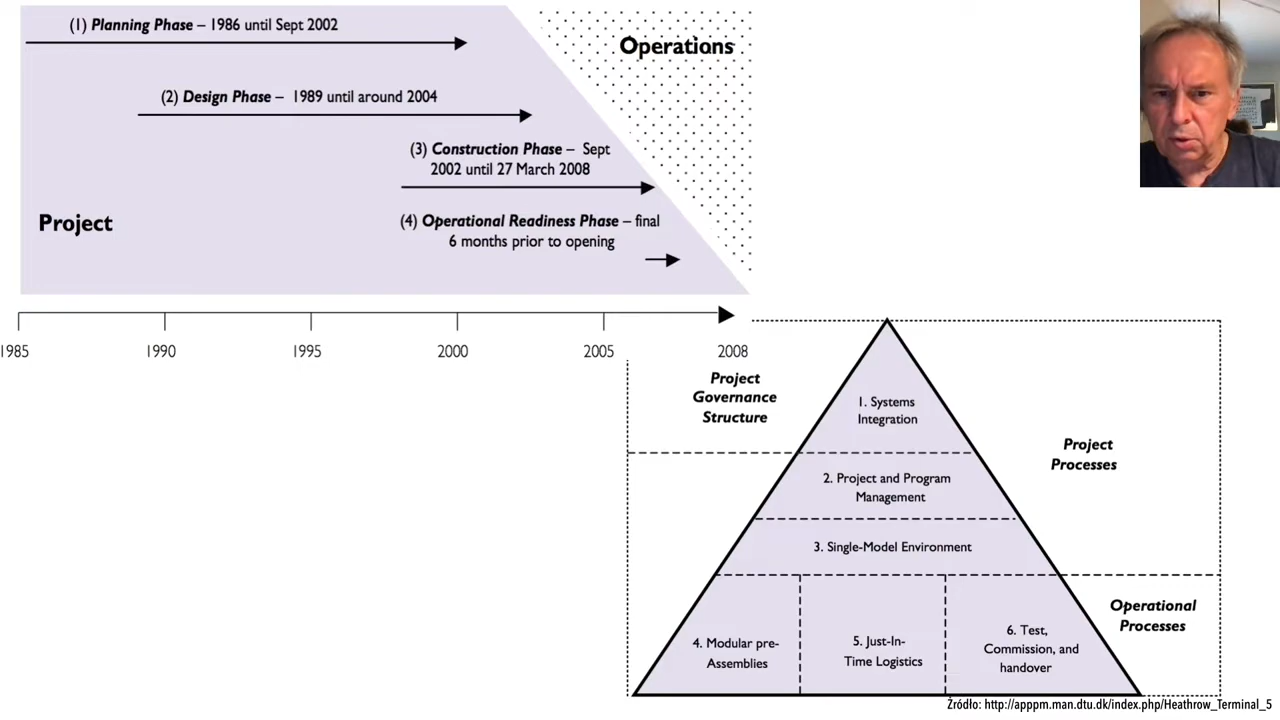 (1) Planning Phase – 1986 until Sept 2002
Operations
(2) Design Phase – 1989 until around 2004
(3) Construction Phase – Sept
2002 until 27 March 2008
Project
(4) Operational Readiness Phase – final
6 months prior to opening
1985 1990 1995 2000 2005 2008
Project
Governance
Structure
1. Systems
Integration
Project
Processes
2. Project and Program
Management
3. Single-Model Environment
Operational
Processes
4. Modular pre-
Assemblies
5. Just-In-
Time Logistics
6. Test,
Commission, and
handover
Źródło: http://apppm.man.dtu.dk/index.php/Heathrow_Terminal_5